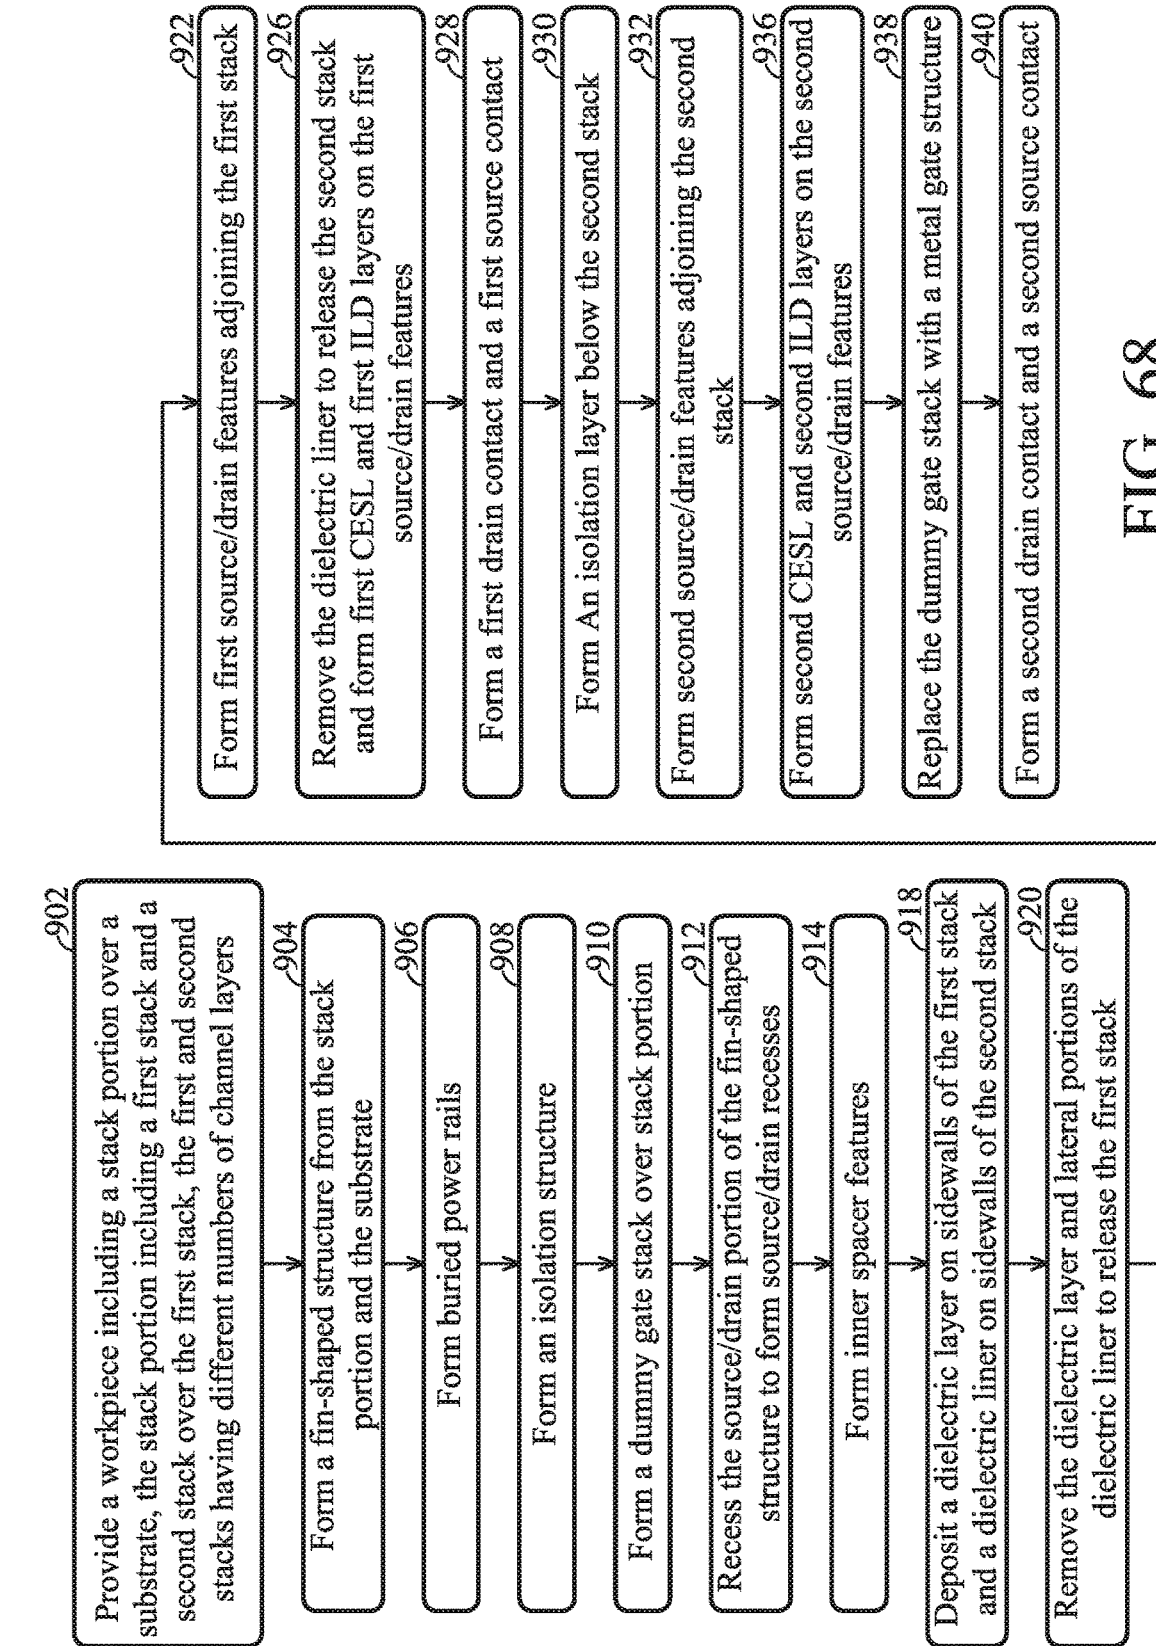 902
Provide a workpiece including a stack portion over a
substrate, the stack portion including a first stack and a
second stack over the first stack, the first and second
stacks having different numbers of channel layers
904
Form a fin-shaped structure from the stack
portion and the substrate
906
Form buried power rails
908
Form an isolation structure
910
Form a dummy gate stack over stack portion
912
Recess the source/drain portion of the fin-shaped
structure to form source/drain recesses
914
Form inner spacer features
918
Deposit a dielectric layer on sidewalls of the first stack
and a dielectric liner on sidewalls of the second stack
920
Remove the dielectric layer and lateral portions of the
dielectric liner to release the first stack
922
Form first source/drain features adjoining the first stack
926
Remove the dielectric liner to release the second stack
and form first CESL and first ILD layers on the first
source/drain features
928
Form a first drain contact and a first source contact
930
Form An isolation layer below the second stack
932
Form second source/drain features adjoining the second
stack
936
Form second CESL and second ILD layers on the second
source/drain features
938
Replace the dummy gate stack with a metal gate structure
940
Form a second drain contact and a second source contact
FIG. 68